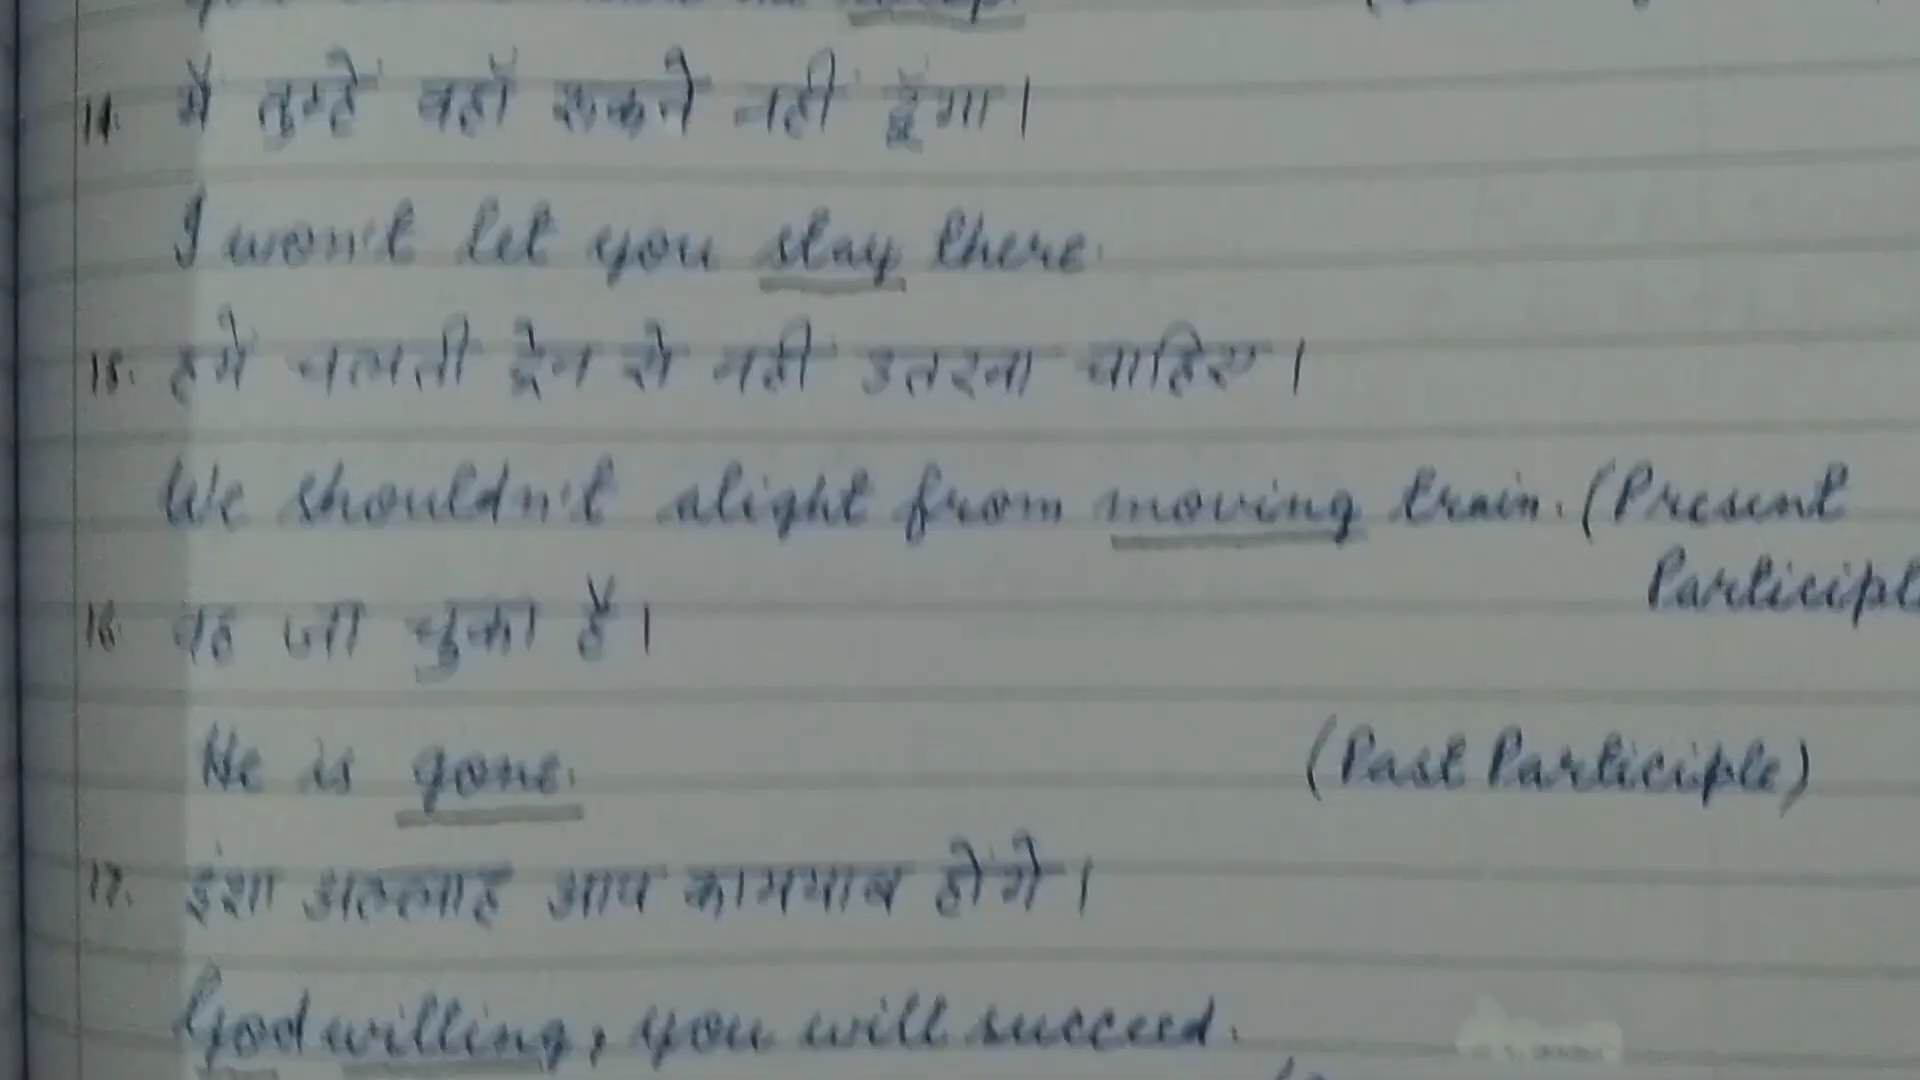 14. मैं तुम्हें वहाँ रूकने नहीं दूँगा।
I won't let you stay there.
15. हमें चलती ट्रेन से नहीं उतरना चाहिए।
We shouldn't alight from moving train. (Present
Participl
16. वह जा चुका हैं।
He is gone. (Past Participle)
17. इंशा अल्लाह आप कामयाब होंगे।
God willing, you will succeed.